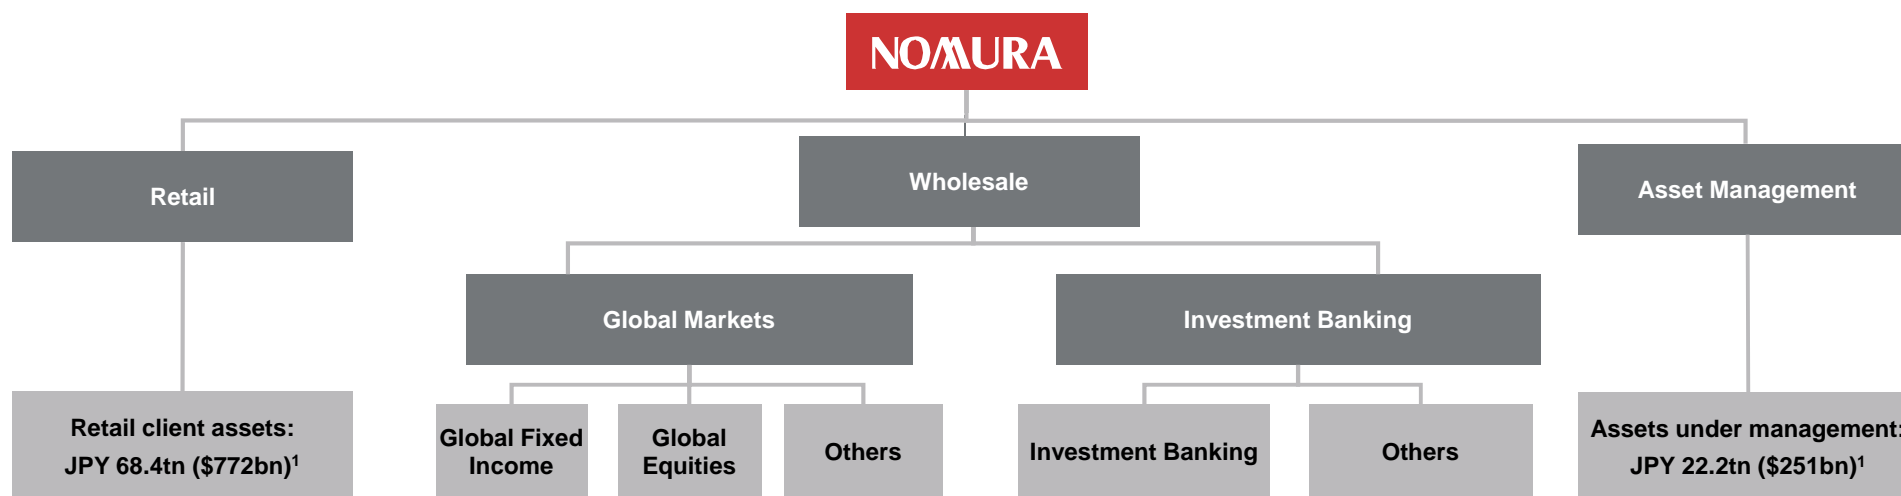 NOMURA
Retail
Wholesale
Asset Management
Global Markets
Investment Banking
Retail client assets:
JPY 68.4tn ($772bn)¹
Global Fixed
Income
Global
Equities
Others
Investment Banking
Others
Assets under management:
JPY 22.2tn ($251bn)¹